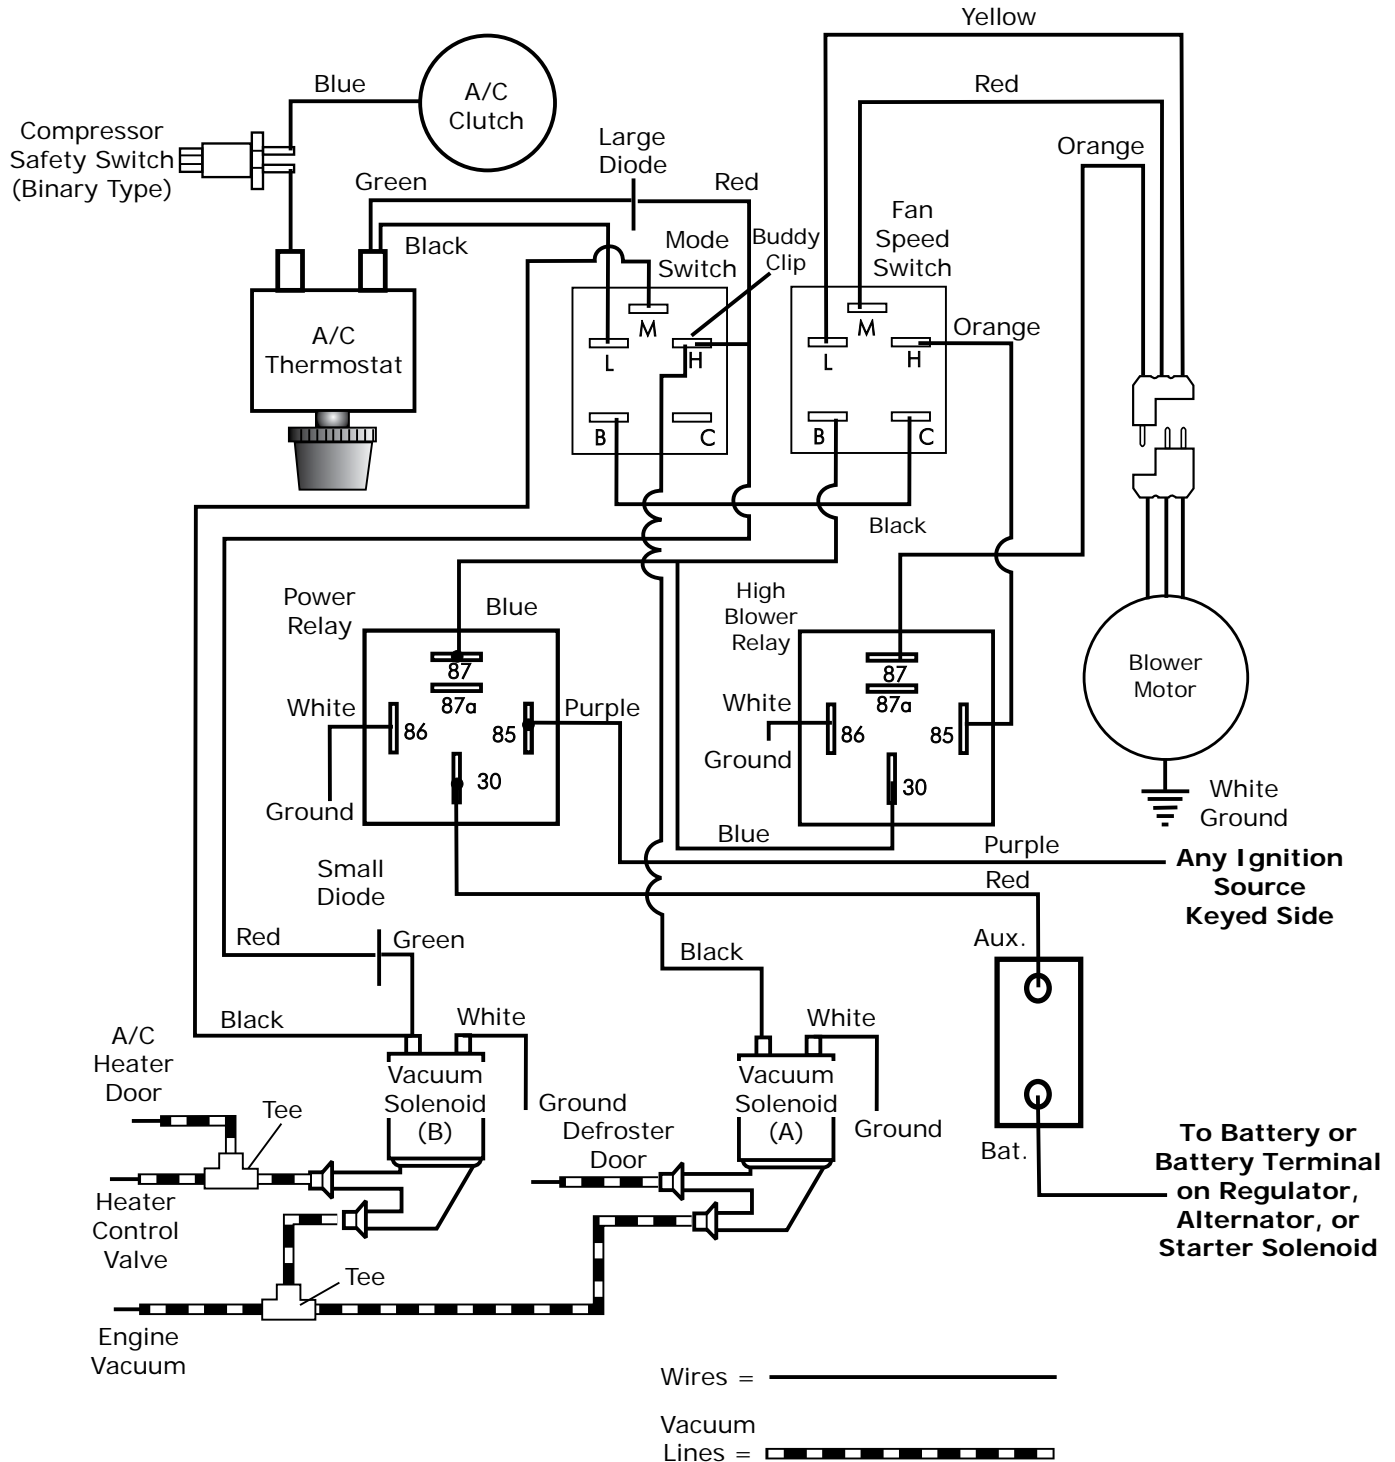 Yellow
Blue
A/C
Clutch
Red
Compressor
Safety Switch
(Binary Type)
Large
Diode
Orange
Green
Red
Black
Mode
Switch
Buddy
Clip
Fan
Speed
Switch
A/C
Thermostat
M
L
H
B
C
M
L
H
B
C
Orange
Black
Power
Relay
Blue
High
Blower
Relay
87
87a
86
85
30
White
Ground
Purple
87
87a
86
85
30
White
Ground
Blower
Motor
White
Ground
Blue
Purple
Any Ignition
Source
Keyed Side
Small
Diode
Red
Red
Green
Aux.
Black
Black
White
White
A/C
Heater
Door
Tee
Vacuum
Solenoid
(B)
Ground
Defroster
Door
Vacuum
Solenoid
(A)
Ground
Bat.
To Battery or
Battery Terminal
on Regulator,
Alternator, or
Starter Solenoid
Heater
Control
Valve
Tee
Engine
Vacuum
Wires =
Vacuum
Lines =